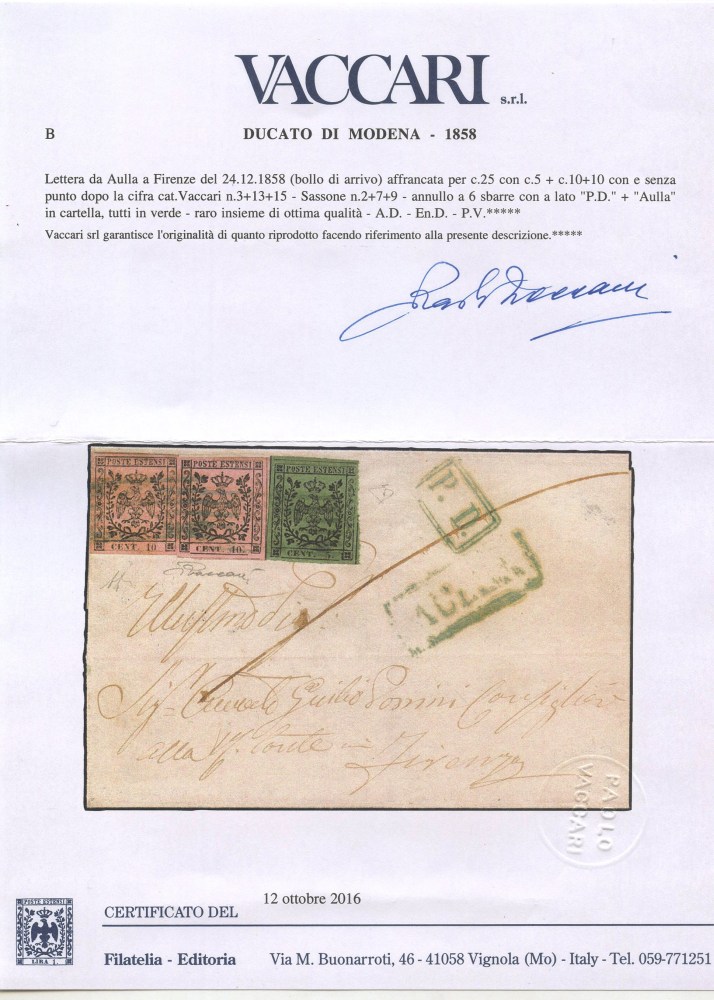 VACCARI s.r.l.
B DUCATO DI MODENA - 1858
Lettera da Aulla a Firenze del 24.12.1858 (bollo di arrivo) affrancata per c.25 con c.5 + c.10+10 con e senza
punto dopo la cifra cat.Vaccari n.3+13+15 - Sassone n.2+7+9 - annullo a 6 sbarre con a lato "P.D." + "Aulla"
in cartella, tutti in verde - raro insieme di ottima qualità - A.D. - En.D. - P.V.*****
Vaccari srl garantisce l'originalità di quanto riprodotto facendo riferimento alla presente descrizione.*****
POSTE ESTENSI POSTE ESTENSI POSTE ESTENSI
CENT. 10 CENT. 10. CENT. 5
P. D.
AULLA
alla
in Firenze
PAOLO
VACCARI
POSTE ESTENSI
LIRA 1.
CERTIFICATO DEL 12 ottobre 2016
Filatelia - Editoria Via M. Buonarroti, 46 - 41058 Vignola (Mo) - Italy - Tel. 059-771251